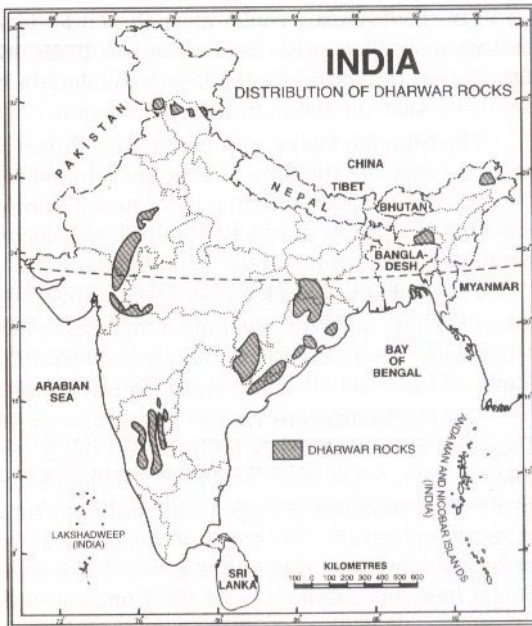 INDIA
DISTRIBUTION OF DHARWAR ROCKS
PAKISTAN
CHINA
TIBET
NEPAL
BHUTAN
BANGLA-
DESH
MYANMAR
ARABIAN
SEA
BAY
OF
BENGAL
DHARWAR ROCKS
LAKSHADWEEP
(INDIA)
ANDAMAN AND NICOBAR ISLANDS
(INDIA)
SRI
LANKA
KILOMETRES
100 0 100 200 300 400 500 600